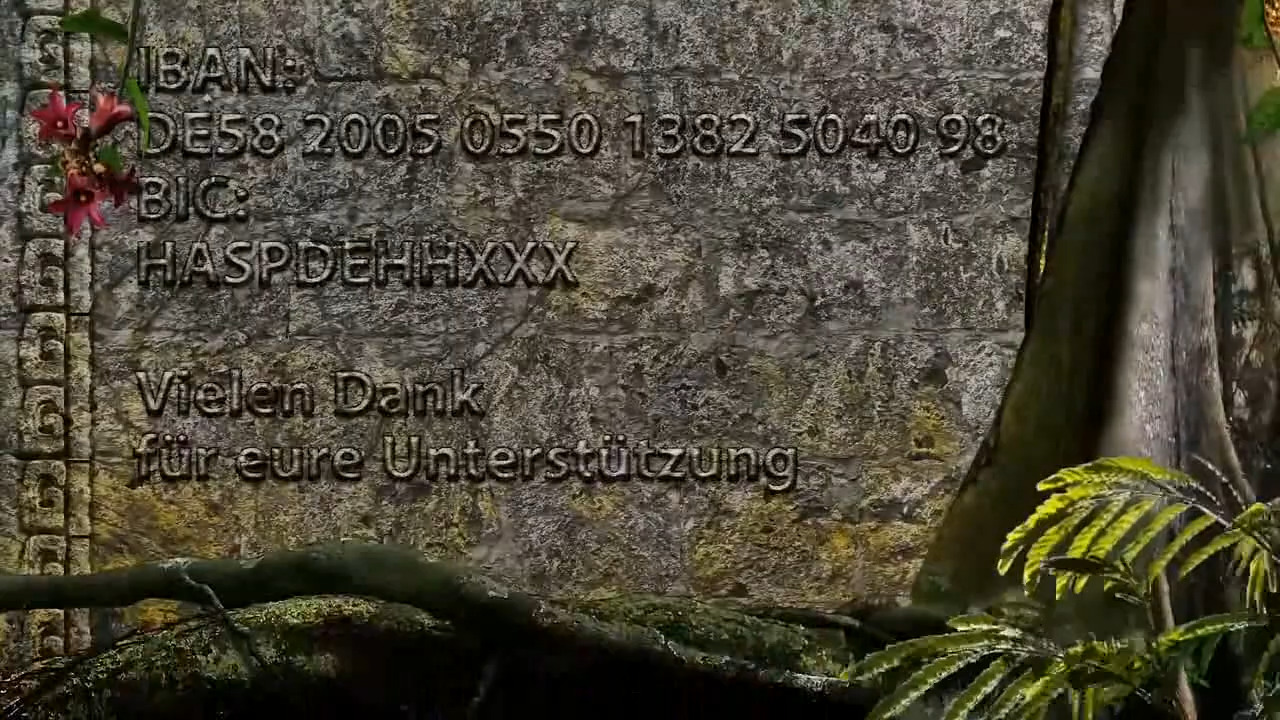 IBAN:
DE58 2005 0550 1382 5040 98
BIC:
HASPDEHHXXX
Vielen Dank
für eure Unterstützung